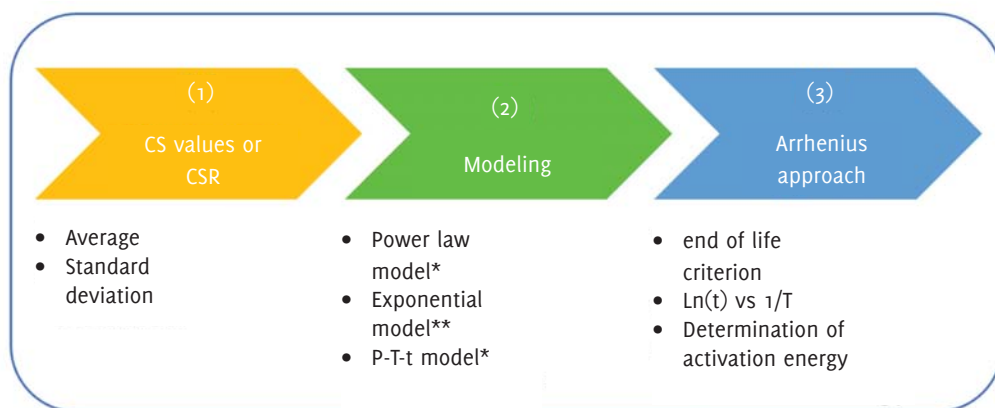 (1)
CS values or
CSR
(2)
Modeling
(3)
Arrhenius
approach
• Average
• Standard
deviation
• Power law
model*
• Exponential
model**
• P-T-t model*
• end of life
criterion
• Ln(t) vs 1/T
• Determination of
activation energy